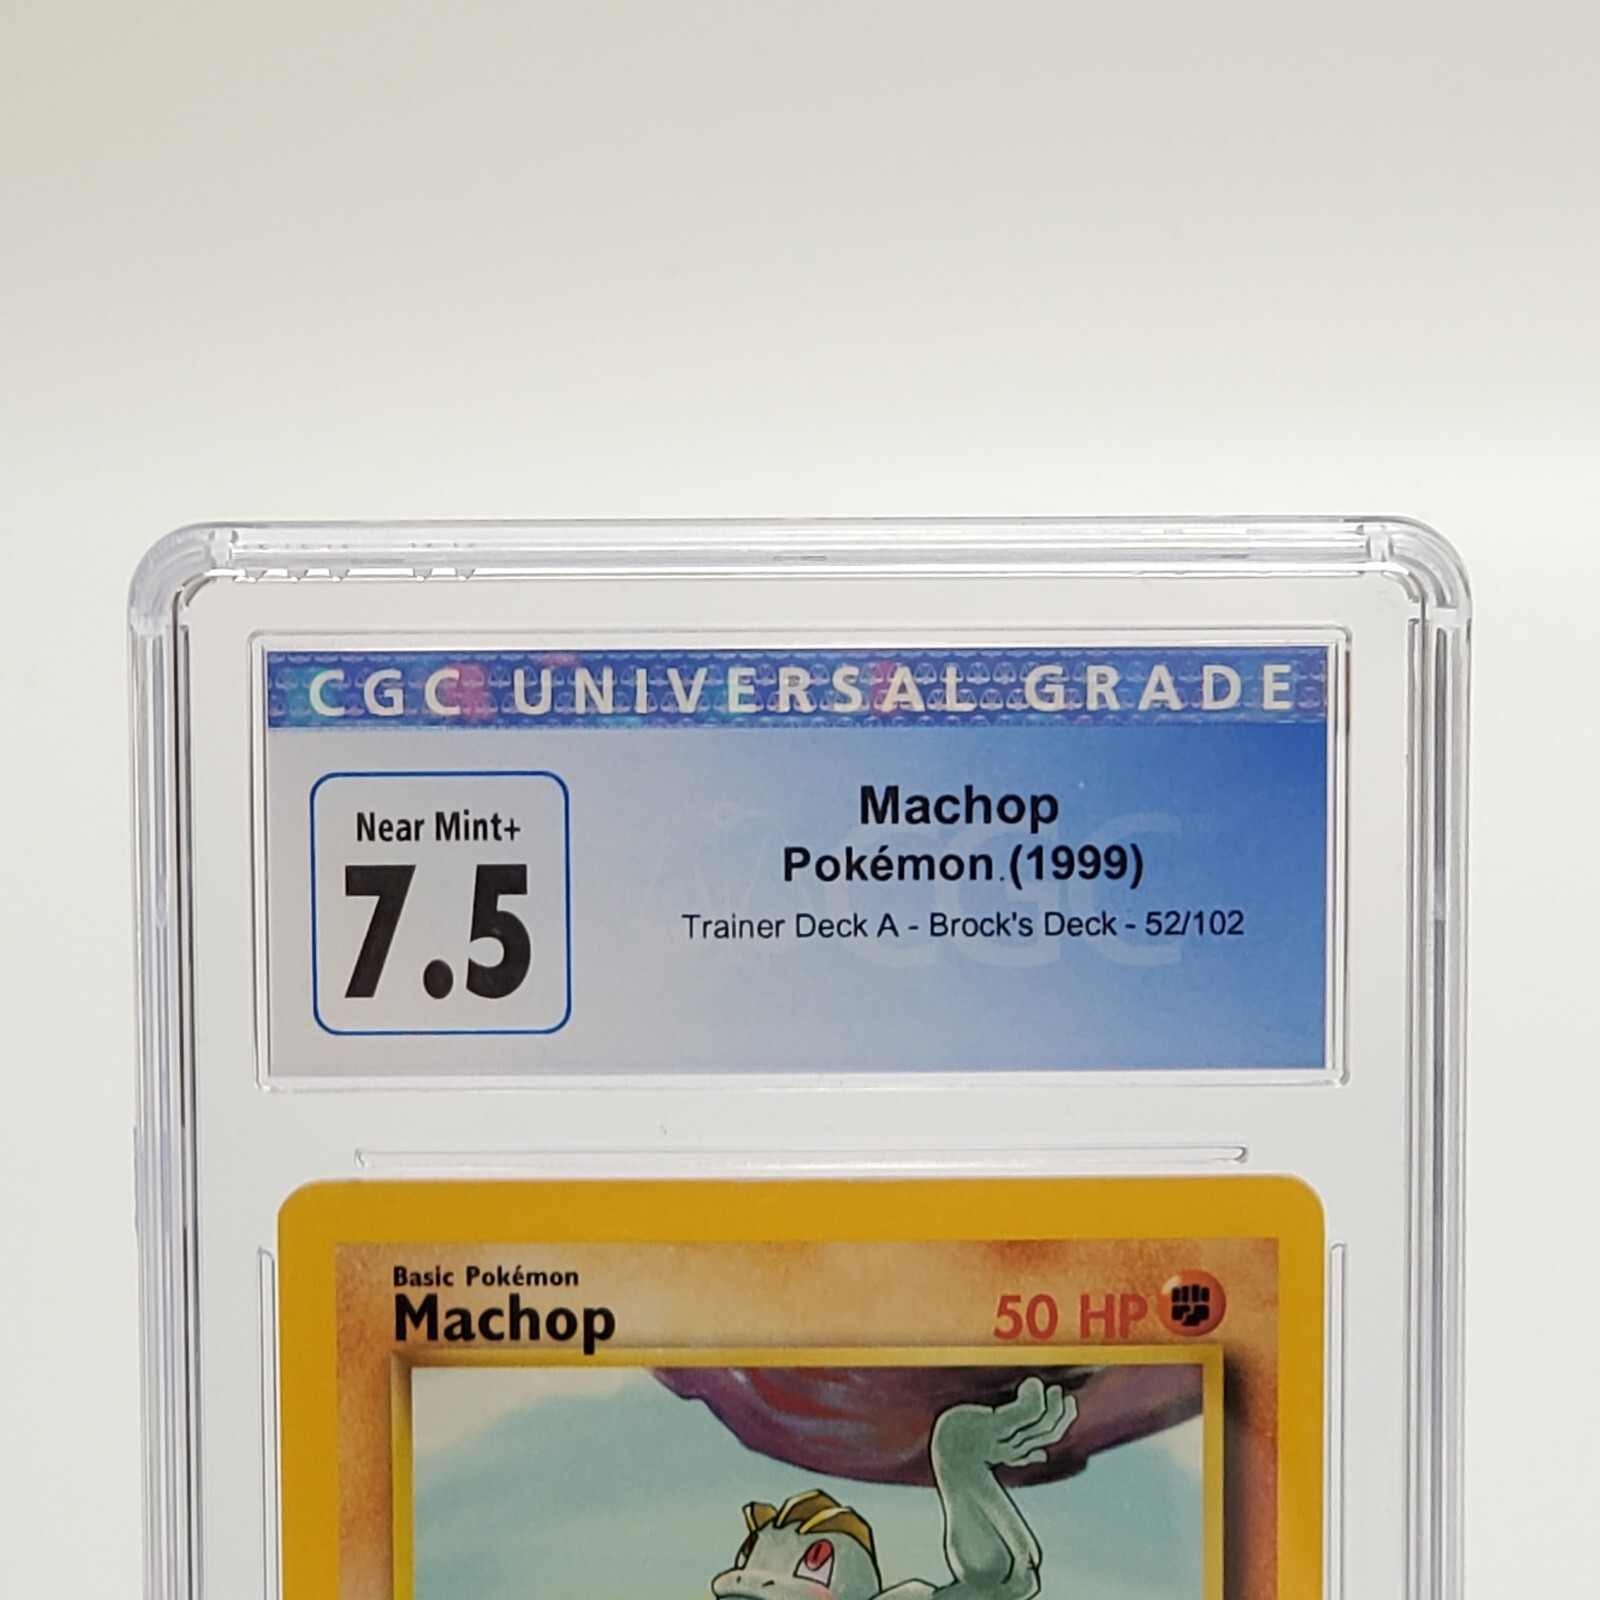 CGC UNIVERSAL GRADE
Near Mint+
7.5
Machop
Pokémon (1999)
Trainer Deck A - Brock's Deck - 52/102
CGC
Basic Pokémon
Machop
50 HP